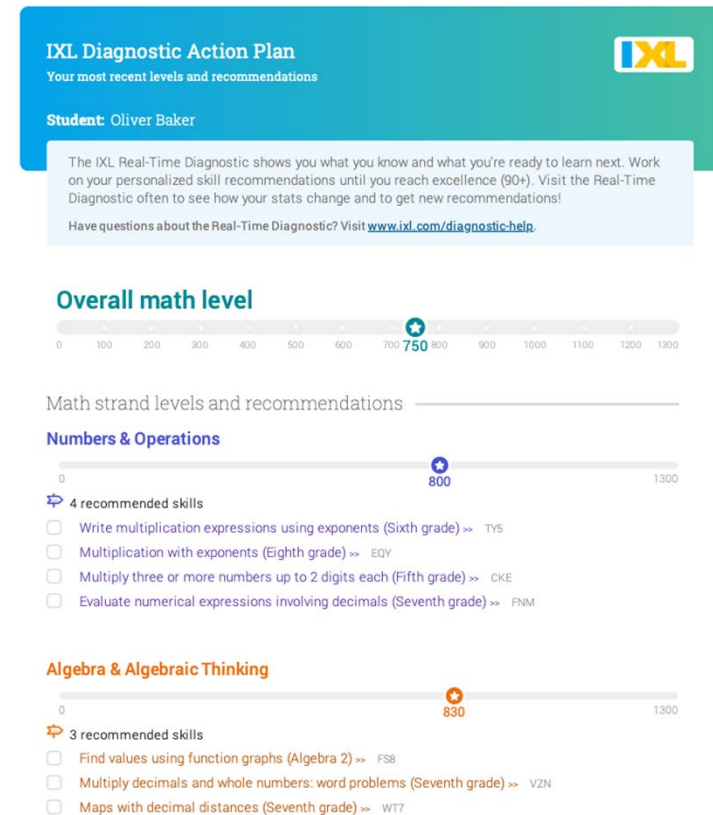 IXL Diagnostic Action Plan
IXL
Your most recent levels and recommendations
Student: Oliver Baker
The IXL Real-Time Diagnostic shows you what you know and what you're ready to learn next. Work
on your personalized skill recommendations until you reach excellence (90+). Visit the Real-Time
Diagnostic often to see how your stats change and to get new recommendations!
Have questions about the Real-Time Diagnostic? Visit www.ixl.com/diagnostic-help.
Overall math level
0 100 200 300 400 500 600 700 750 800 900 1000 1100 1200 1300
Math strand levels and recommendations
Numbers & Operations
0 800 1300
4 recommended skills
Write multiplication expressions using exponents (Sixth grade) >> TY5
Multiplication with exponents (Eighth grade) >> EQY
Multiply three or more numbers up to 2 digits each (Fifth grade) >> CKE
Evaluate numerical expressions involving decimals (Seventh grade) >> FNM
Algebra & Algebraic Thinking
0 830 1300
3 recommended skills
Find values using function graphs (Algebra 2) >> FS8
Multiply decimals and whole numbers: word problems (Seventh grade) >> VZN
Maps with decimal distances (Seventh grade) >> WT7